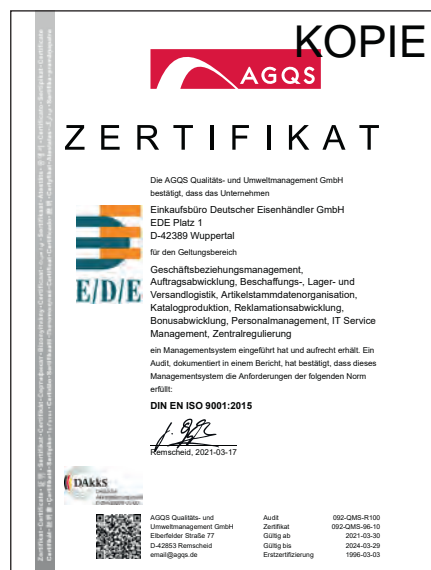 KOPIE
AGQS
ZERTIFIKAT
Die AGQS Qualitäts- und Umweltmanagement GmbH
bestätigt, dass das Unternehmen
Einkaufsbüro Deutscher Eisenhändler GmbH
EDE Platz 1
D-42389 Wuppertal
für den Geltungsbereich
Geschäftsbeziehungsmanagement,
Auftragsabwicklung, Beschaffungs-, Lager- und
Versandlogistik, Artikelstammdatenorganisation,
Katalogproduktion, Reklamationsabwicklung,
Bonusabwicklung, Personalmanagement, IT Service
Management, Zentralregulierung
ein Managementsystem eingeführt hat und aufrecht erhält. Ein
Audit, dokumentiert in einem Bericht, hat bestätigt, dass dieses
Managementsystem die Anforderungen der folgenden Norm
erfüllt:
DIN EN ISO 9001:2015
Remscheid, 2021-03-17
E/D/E
DAkkS
AGQS Qualitäts- und
Umweltmanagement GmbH
Elberfelder Straße 77
D-42853 Remscheid
email@agqs.de
Audit 092-QMS-R100
Zertifikat 092-QMS-96-10
Gültig ab 2021-03-30
Gültig bis 2024-03-29
Erstzertifizierung 1996-03-03